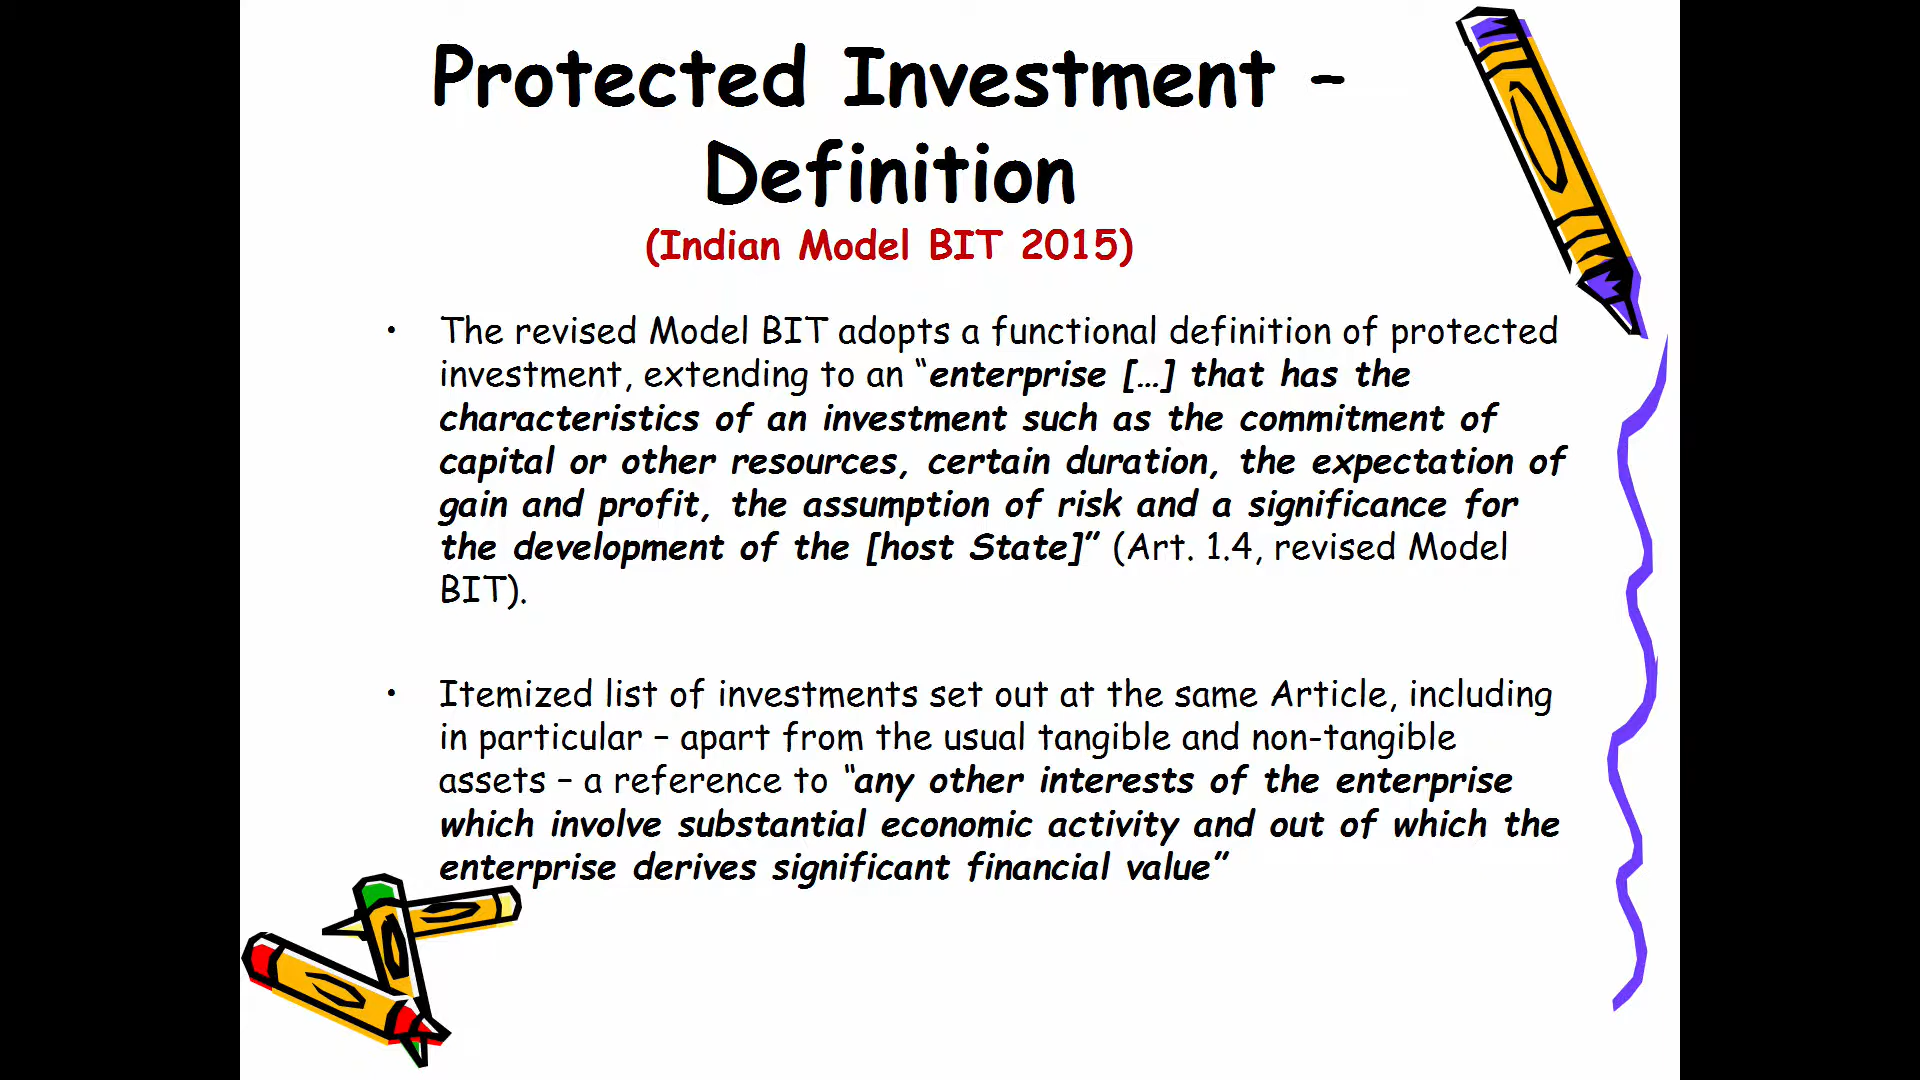 Protected Investment –
Definition
(Indian Model BIT 2015)
• The revised Model BIT adopts a functional definition of protected
investment, extending to an “enterprise […] that has the
characteristics of an investment such as the commitment of
capital or other resources, certain duration, the expectation of
gain and profit, the assumption of risk and a significance for
the development of the [host State]” (Art. 1.4, revised Model
BIT).
• Itemized list of investments set out at the same Article, including
in particular – apart from the usual tangible and non-tangible
assets – a reference to “any other interests of the enterprise
which involve substantial economic activity and out of which the
enterprise derives significant financial value”